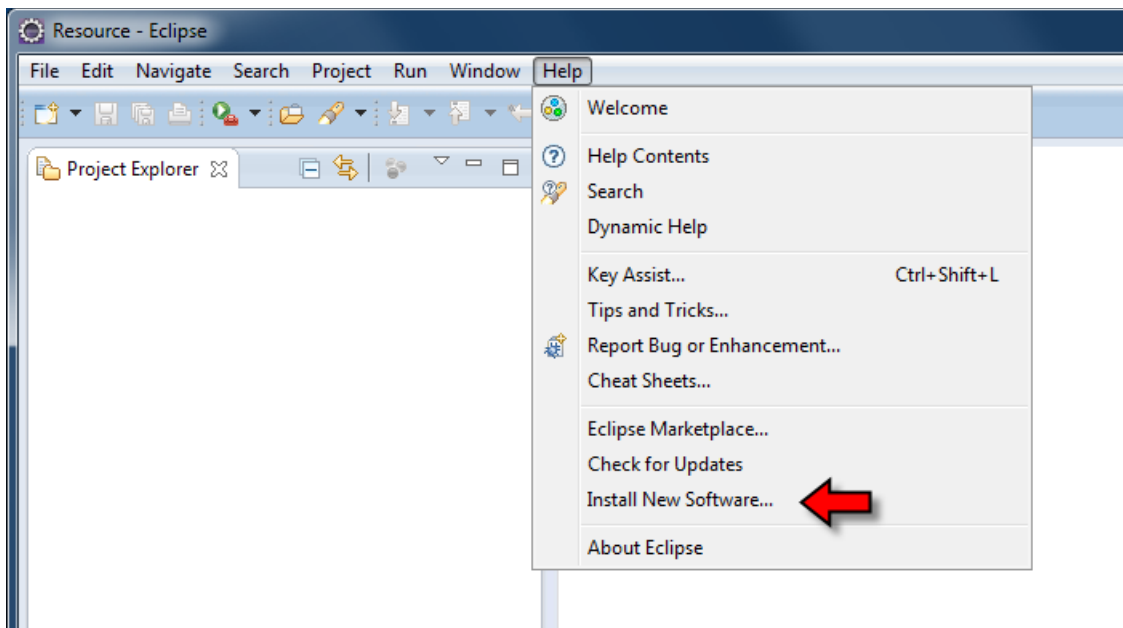 Resource - Eclipse
File Edit Navigate Search Project Run Window Help
Welcome
Project Explorer
Help Contents
Search
Dynamic Help
Key Assist... Ctrl+Shift+L
Tips and Tricks...
Report Bug or Enhancement...
Cheat Sheets...
Eclipse Marketplace...
Check for Updates
Install New Software...
About Eclipse